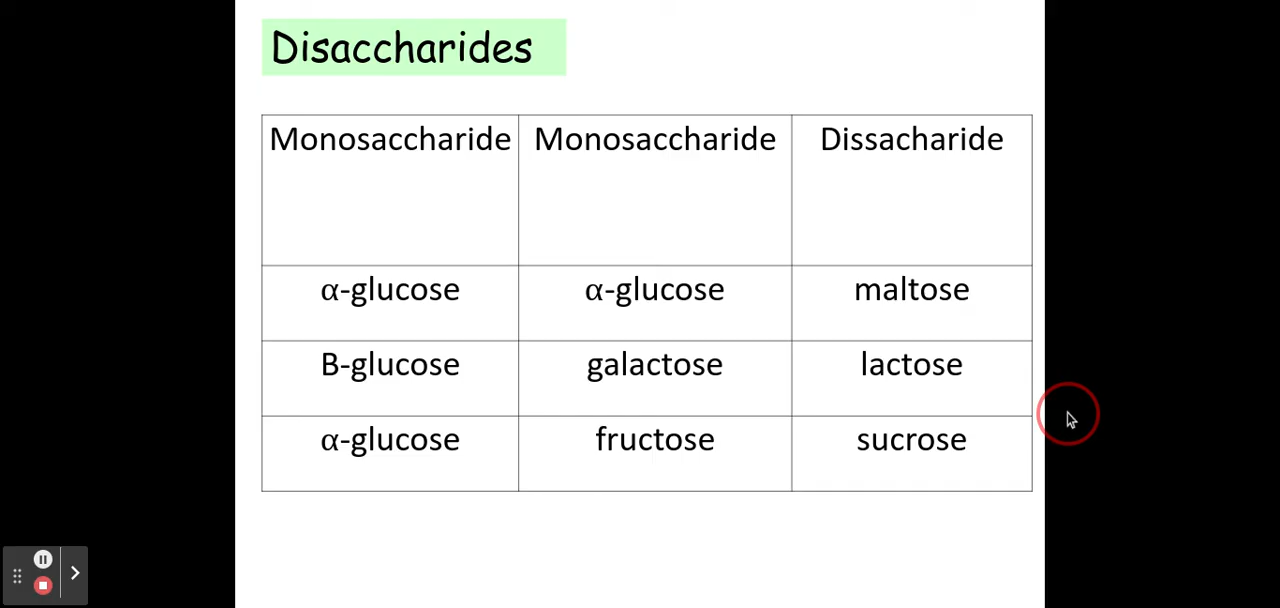 Disaccharides
Monosaccharide Monosaccharide Dissacharide
α-glucose α-glucose maltose
B-glucose galactose lactose
α-glucose fructose sucrose